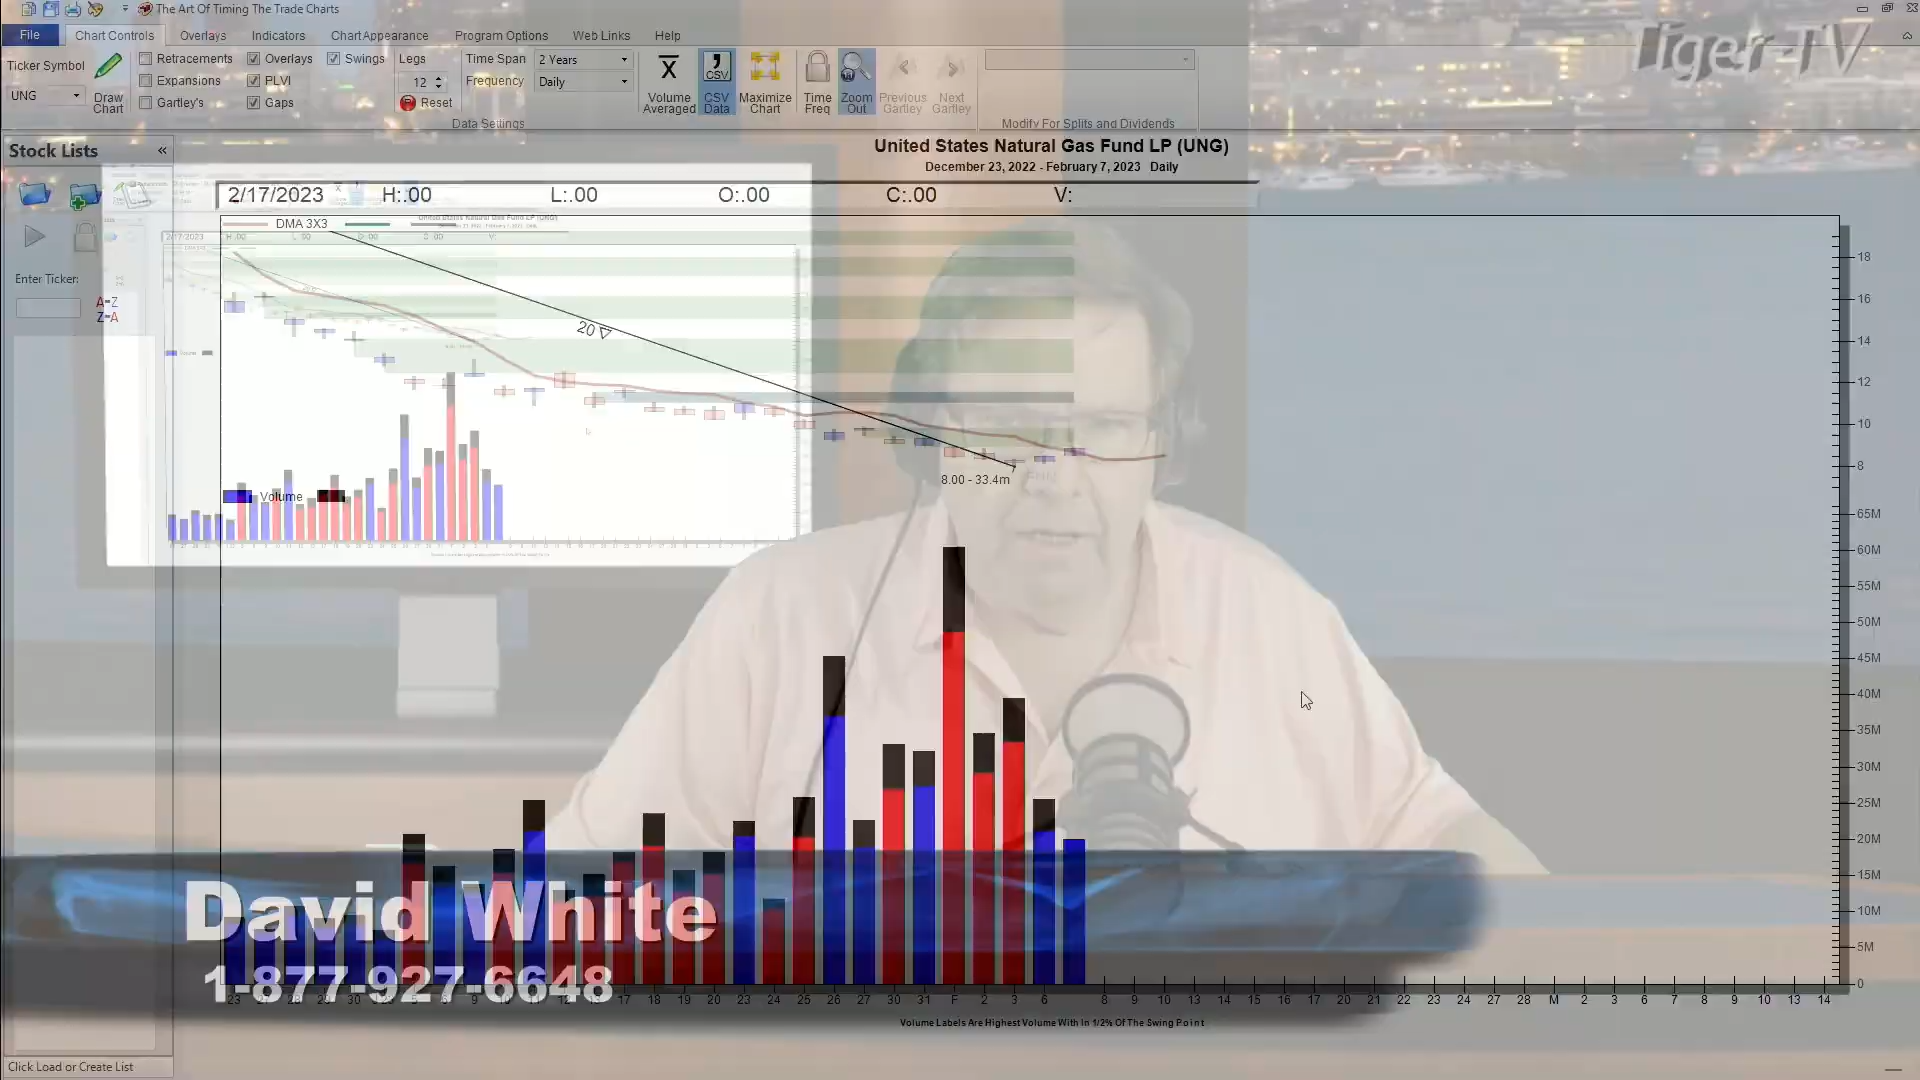 The Art Of Timing The Trade Charts
File Chart Controls Overlays Indicators Chart Appearance Program Options Web Links Help
Tiger-TV
Ticker Symbol
UNG
Draw Chart
Retracements
Expansions
Gartley's
Overlays
PLVI
Gaps
Swings
Legs
12
Reset
Time Span 2 Years
Frequency Daily
Data Settings
Volume Averaged
CSV Data
Maximize Chart
Time Freq
Zoom Out
Previous Gartley
Next Gartley
Modify For Splits and Dividends
Stock Lists «
United States Natural Gas Fund LP (UNG)
December 23, 2022 - February 7, 2023 Daily
2/17/2023 H:.00 L:.00 O:.00 C:.00 V:
DMA 3X3
Enter Ticker:
A=Z
Z=A
20
8.00 - 33.4m
Volume
18
16
14
12
10
8
65M
60M
55M
50M
45M
40M
35M
30M
25M
20M
15M
10M
5M
0
David White
1-877-927-6648
17 18 19 20 23 24 25 26 27 30 31 F 2 3 6 8 9 10 13 14 15 16 17 20 21 22 23 24 27 28 M 2 3 6 7 8 9 10 13 14
Volume Labels Are Highest Volume With In 1/2% Of The Swing Point
Click Load or Create List